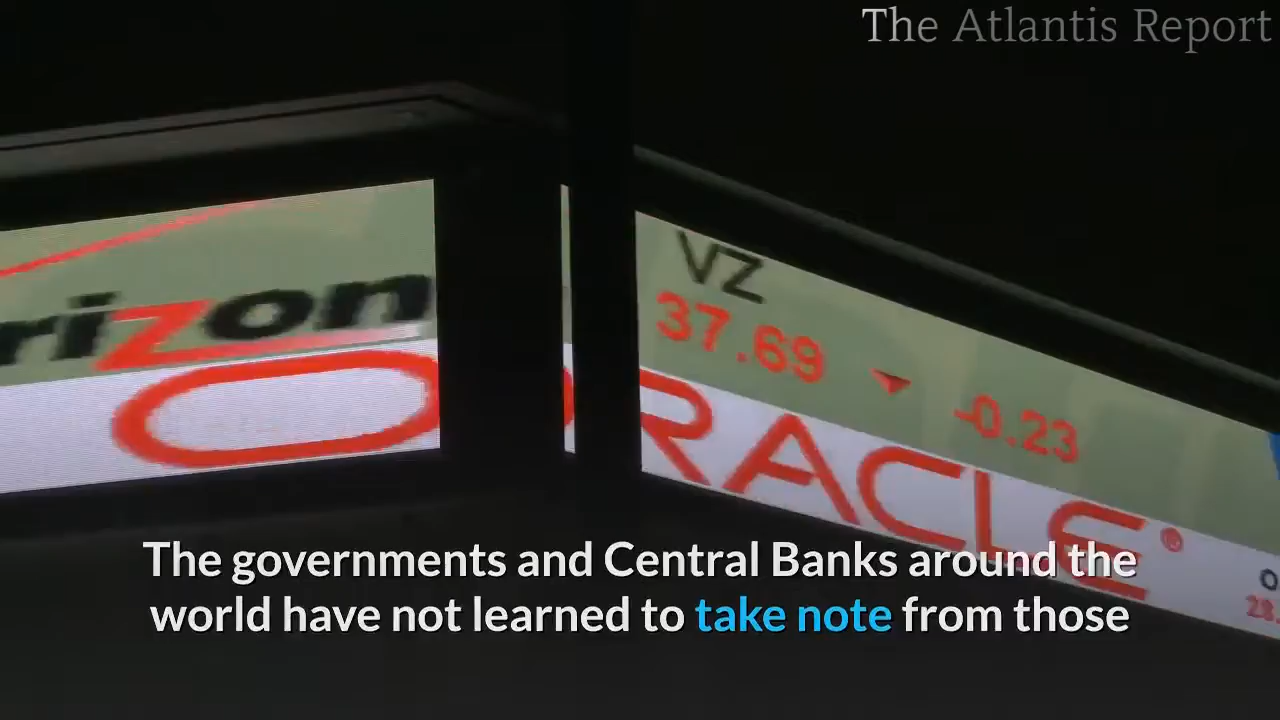 The Atlantis Report
rizon
VZ
37.69 -0.23
ORACLE®
The governments and Central Banks around the
world have not learned to take note from those